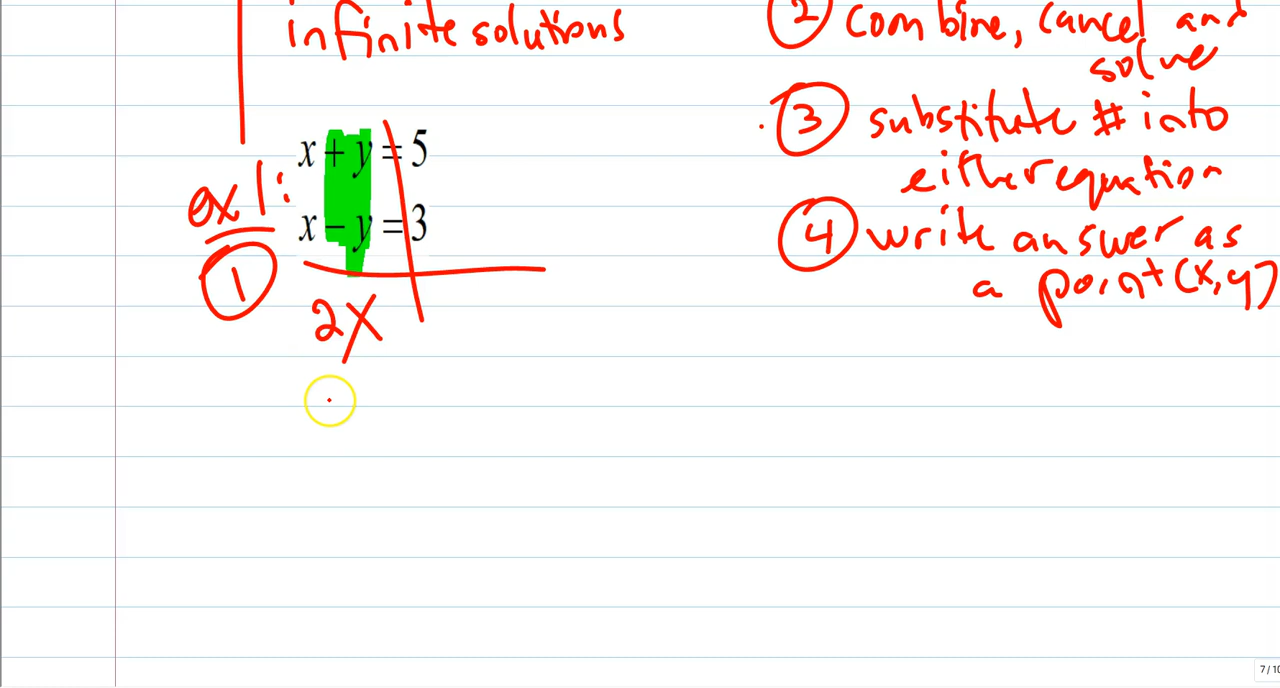 infinite solutions
② combine, cancel and
solve
③ substitute # into
either equation
④ write answer as
a point (x,y)
ex 1:
x + y = 5
x − y = 3
①
2x
7 / 10